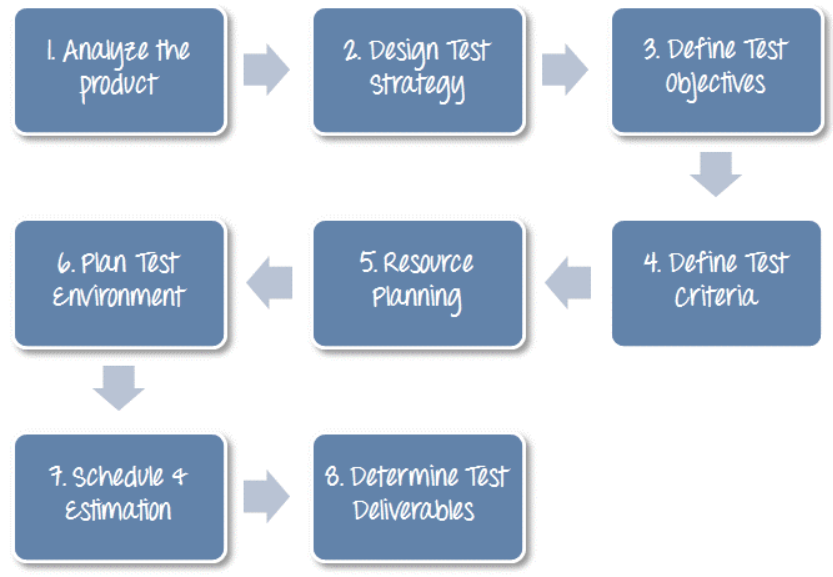 1. Analyze the
product
2. Design Test
Strategy
3. Define Test
Objectives
4. Define Test
Criteria
5. Resource
Planning
6. Plan Test
Environment
7. Schedule &
Estimation
8. Determine Test
Deliverables